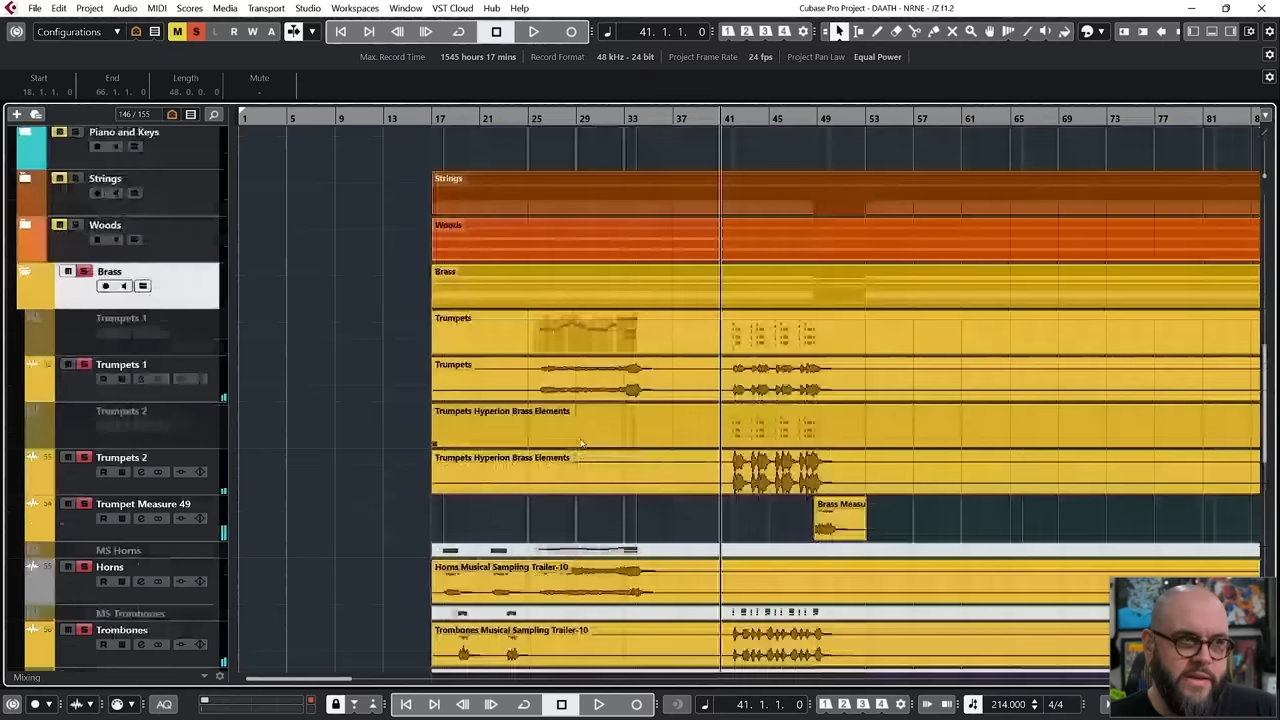 File Edit Project Audio MIDI Scores Media Transport Studio Workspaces Window VST Cloud Hub Help
Cubase Pro Project - DAATH - NRNE - JZ f1.2
Configurations M S L R W A 41. 1. 1. 0
Max. Record Time 1545 hours 17 mins Record Format 48 kHz - 24 bit Project Frame Rate 24 fps Project Pan Law Equal Power
Start End Length Mute
18. 1. 1. 0 66. 1. 1. 0 48. 0. 0. 0 -
146 / 155
1 5 9 13 17 21 25 29 33 37 41 45 49 53 57 61 65 69 73 77 81 8
Piano and Keys
Strings
Strings
Woods
Woods
Brass
Brass
Trumpets 1
Trumpets
Trumpets 1
Trumpets
Trumpets 2
Trumpets Hyperion Brass Elements
Trumpets 2
Trumpets Hyperion Brass Elements
Trumpet Measure 49
Brass Measu
MS Horns
Horns
Horns Musical Sampling Trailer-10
MS Trombones
Trombones
Trombones Musical Sampling Trailer-10
Mixing
AQ 41. 1. 1. 0 214.000 4/4